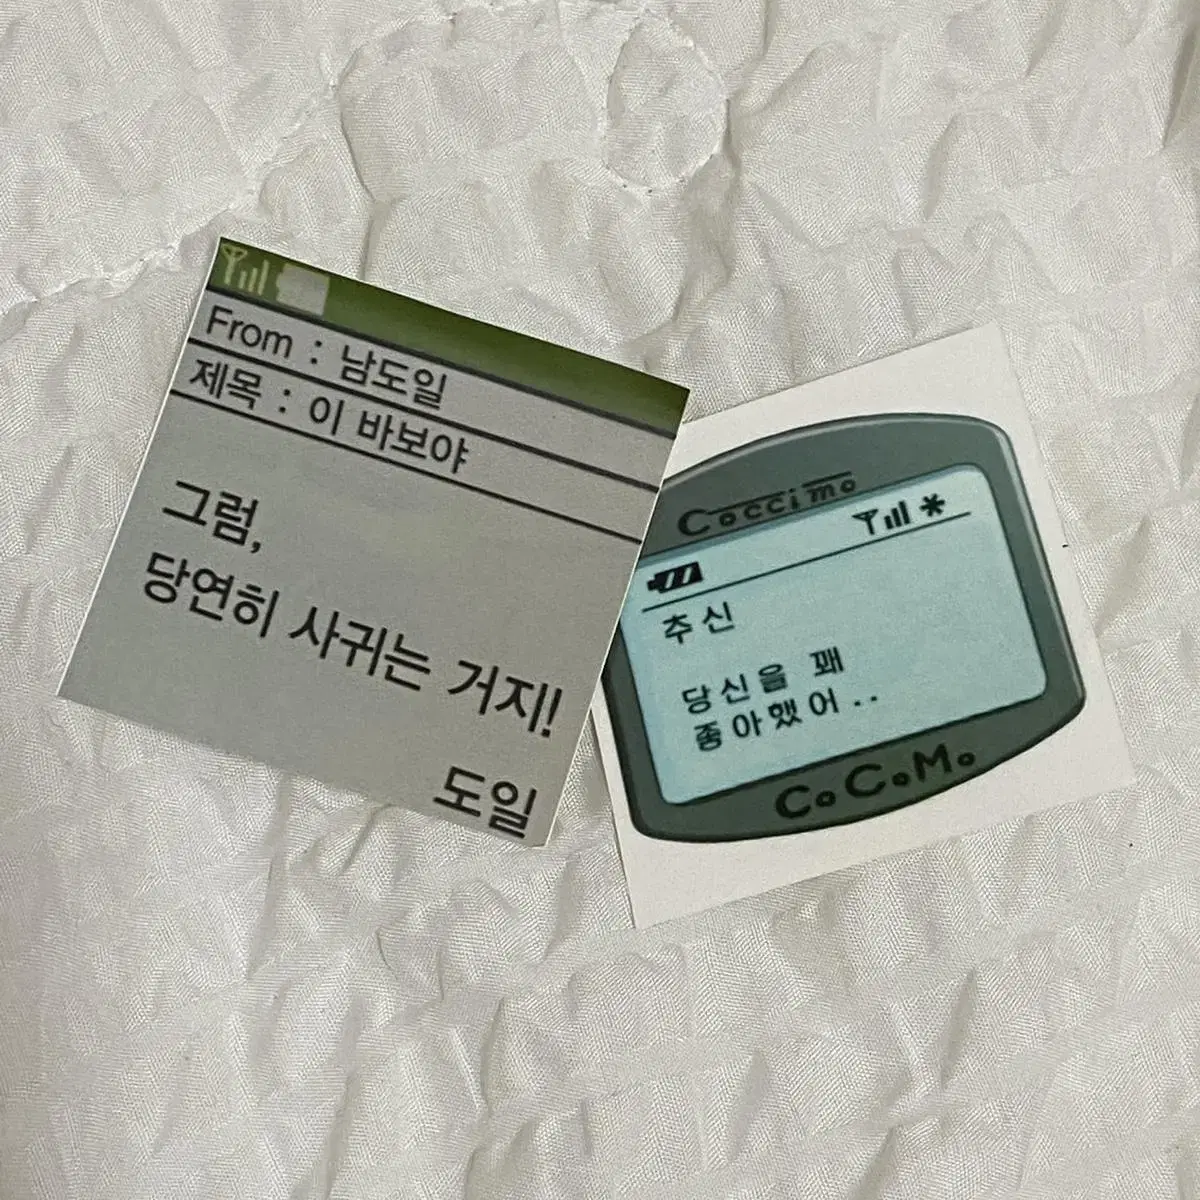 From : 남도일
제목 : 이 바보야
그럼,
당연히 사귀는 거지!
도일
Coccimo
추신
당신을 꽤
좋아했어..
CoCoMo